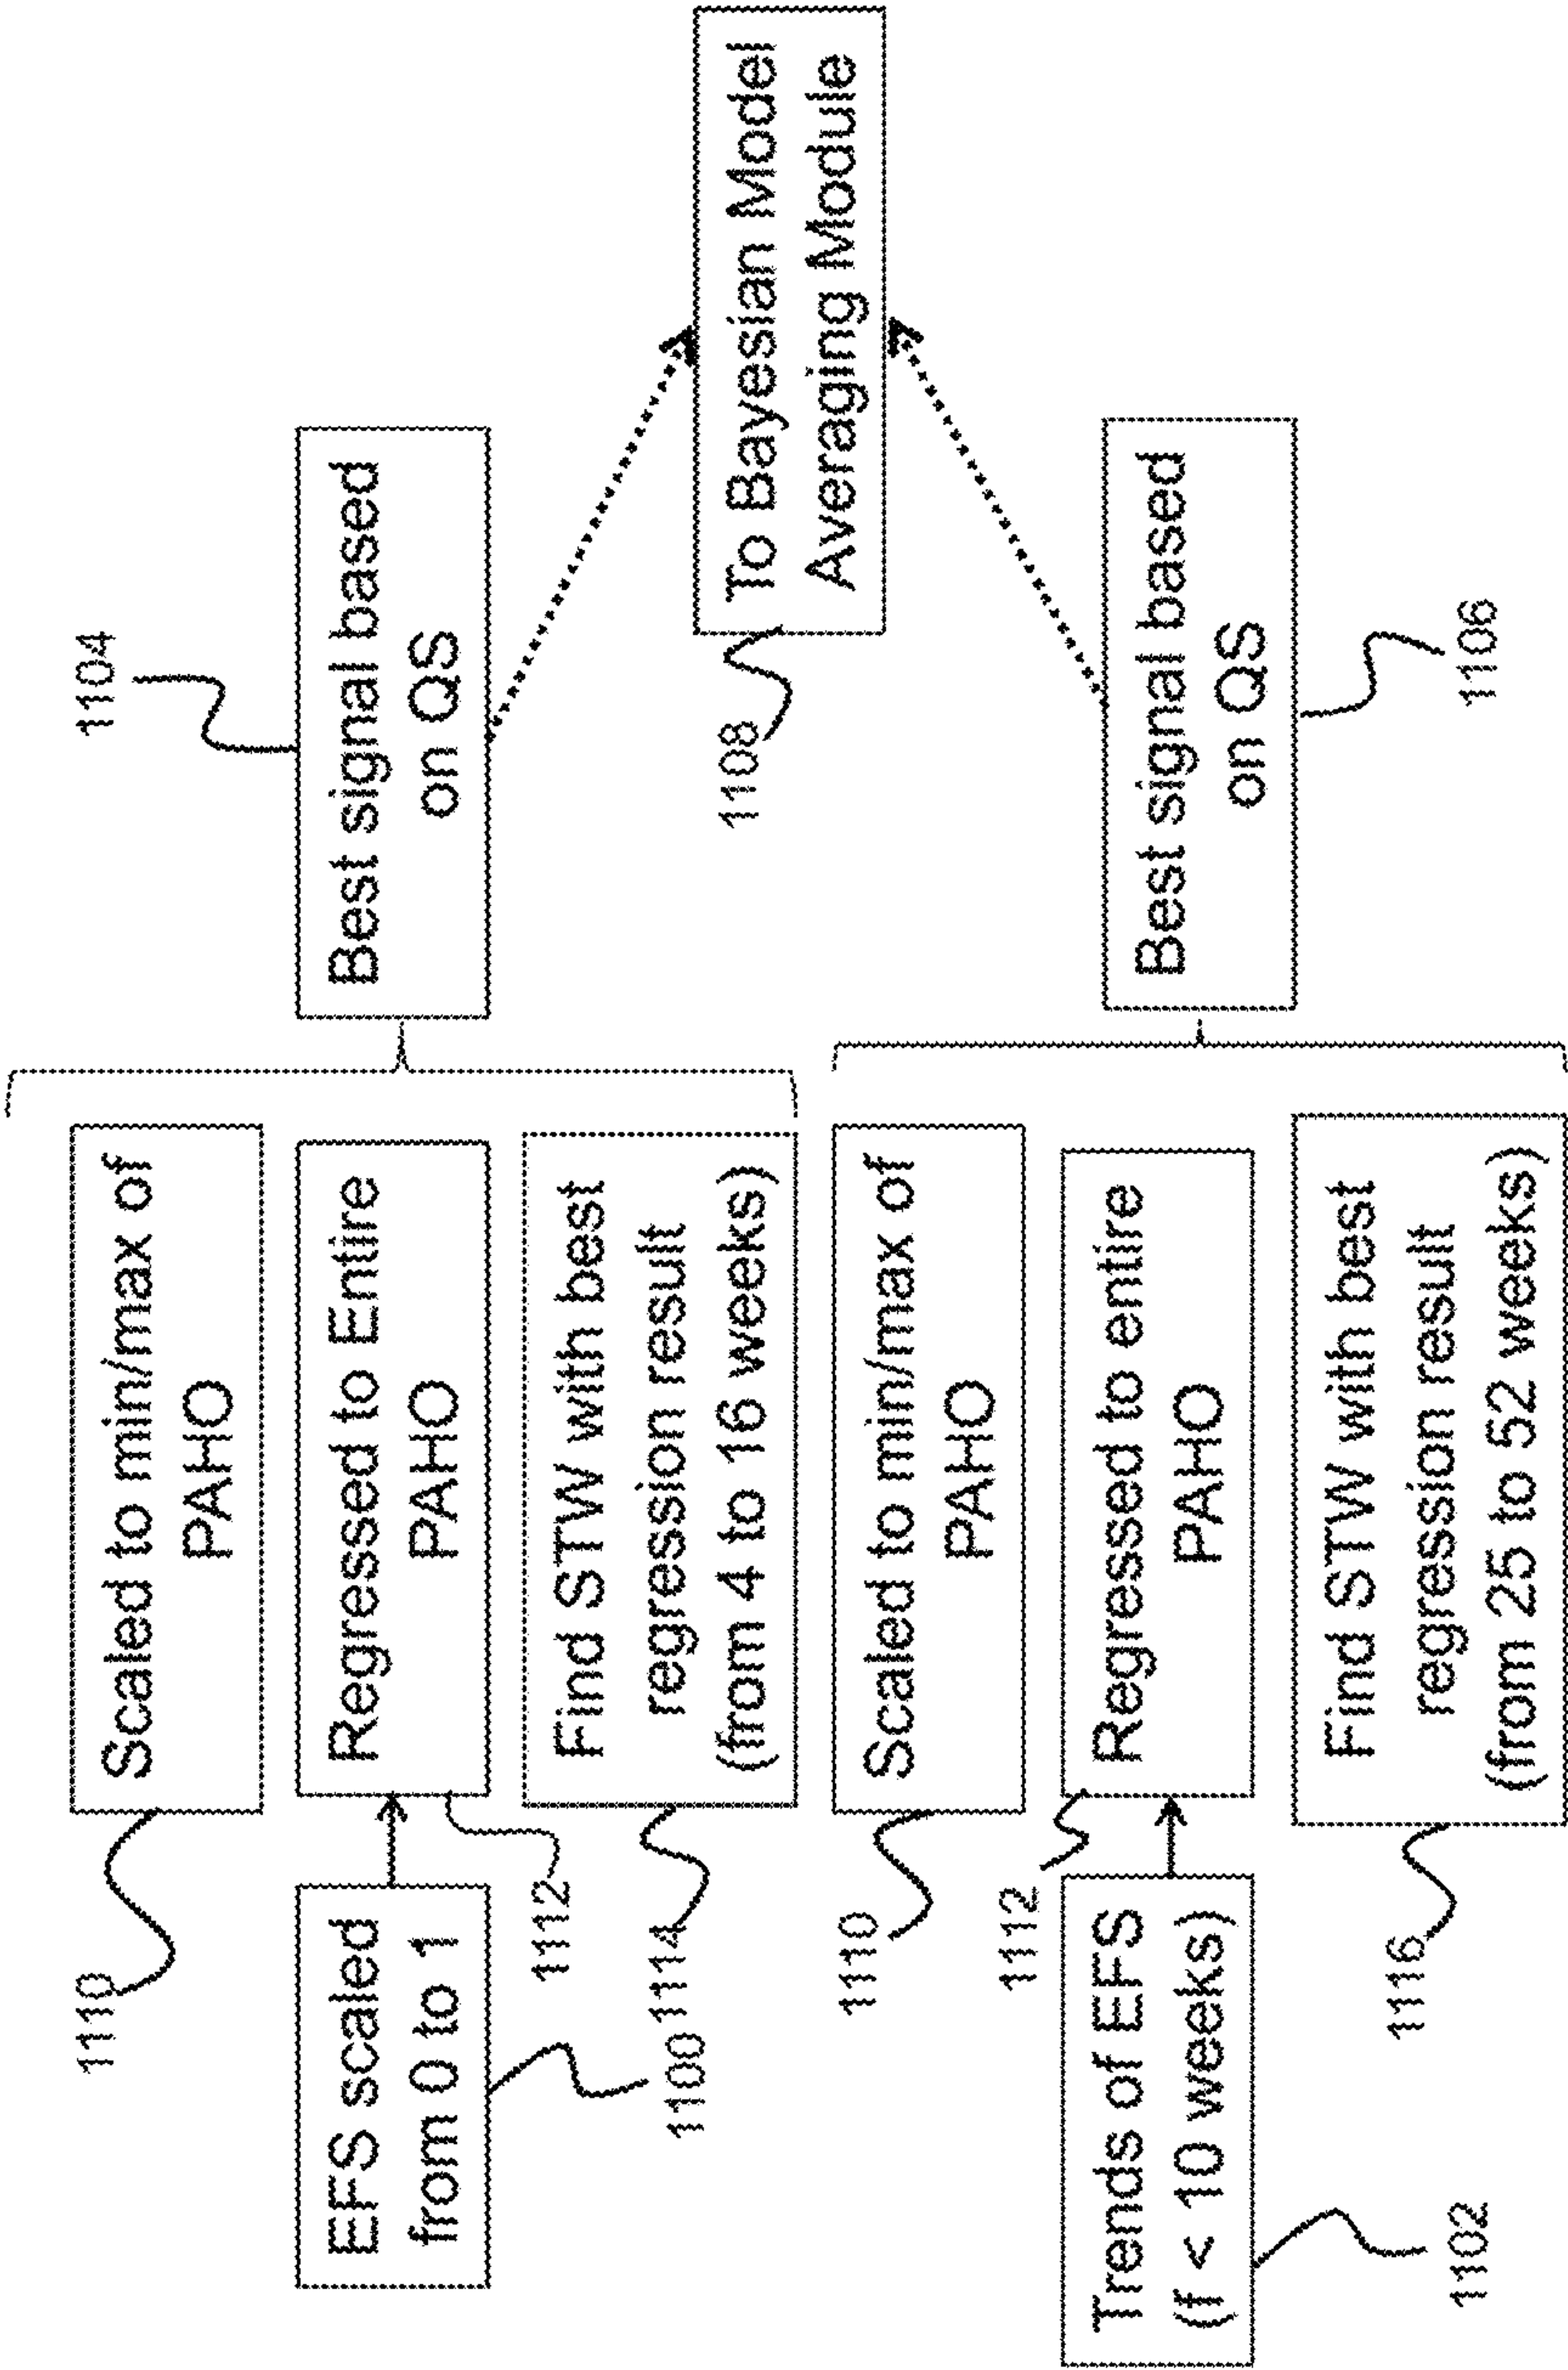 1110
Scaled to min/max of
PAHO
EFS scaled
from 0 to 1
1100
Regressed to Entire
PAHO
1112
Find STW with best
regression result
(from 4 to 16 weeks)
1114
1104
Best signal based
on QS
1108
To Bayesian Model
Averaging Module
1110
Scaled to min/max of
PAHO
1112
Trends of EFS
(f < 10 weeks)
1102
Regressed to entire
PAHO
Find STW with best
regression result
(from 25 to 52 weeks)
1116
Best signal based
on QS
1106